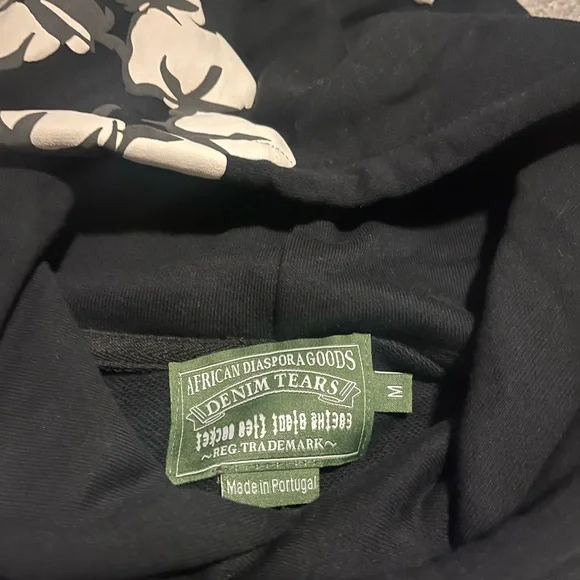 AFRICAN DIASPORA GOODS
DENIM TEARS
~REG. TRADEMARK~
M
Made in Portugal